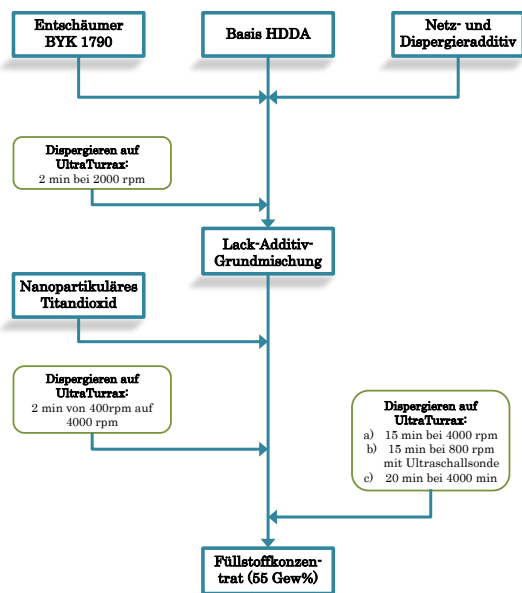 Entschäumer
BYK 1790
Basis HDDA
Netz- und
Dispergieradditiv
Dispergieren auf
UltraTurrax:
2 min bei 2000 rpm
Lack-Additiv-
Grundmischung
Nanopartikuläres
Titandioxid
Dispergieren auf
UltraTurrax:
2 min von 400rpm auf
4000 rpm
Dispergieren auf
UltraTurrax:
a) 15 min bei 4000 rpm
b) 15 min bei 800 rpm
mit Ultraschallsonde
c) 20 min bei 4000 min
Füllstoffkonzen-
trat (55 Gew%)